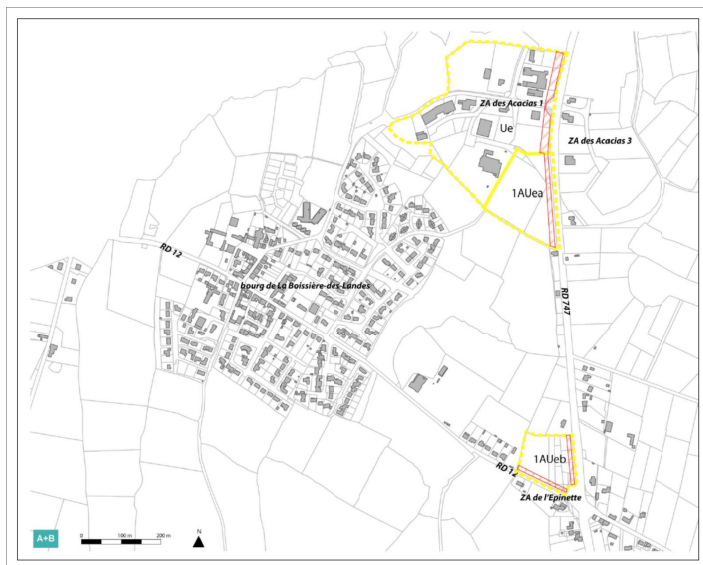 ZA des Acacias 1
Ue
ZA des Acacias 3
1AUea
RD 12
bourg de La Boissière-des-Landes
RD 747
1AUeb
RD 12
ZA de l'Epinette
A+B
0 100 m 200 m
N